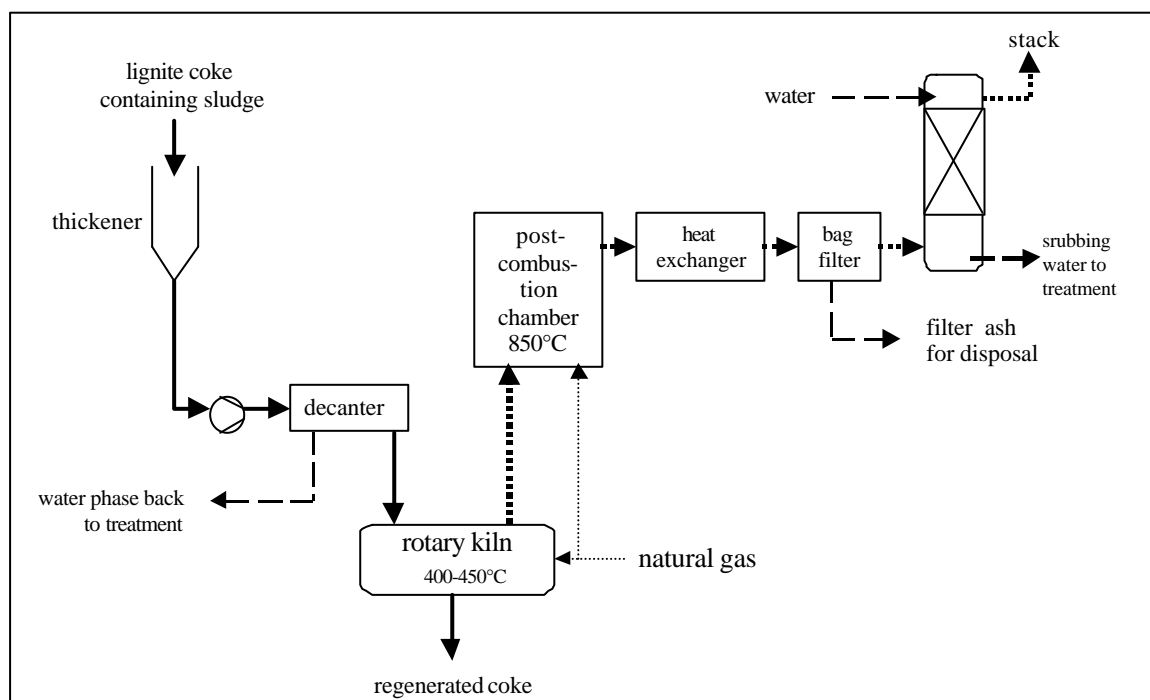 lignite coke
containing sludge
thickener
decanter
water phase back
to treatment
rotary kiln
400-450°C
regenerated coke
natural gas
post-
combus-
tion
chamber
850°C
heat
exchanger
bag
filter
filter ash
for disposal
water
stack
srubbing
water to
treatment